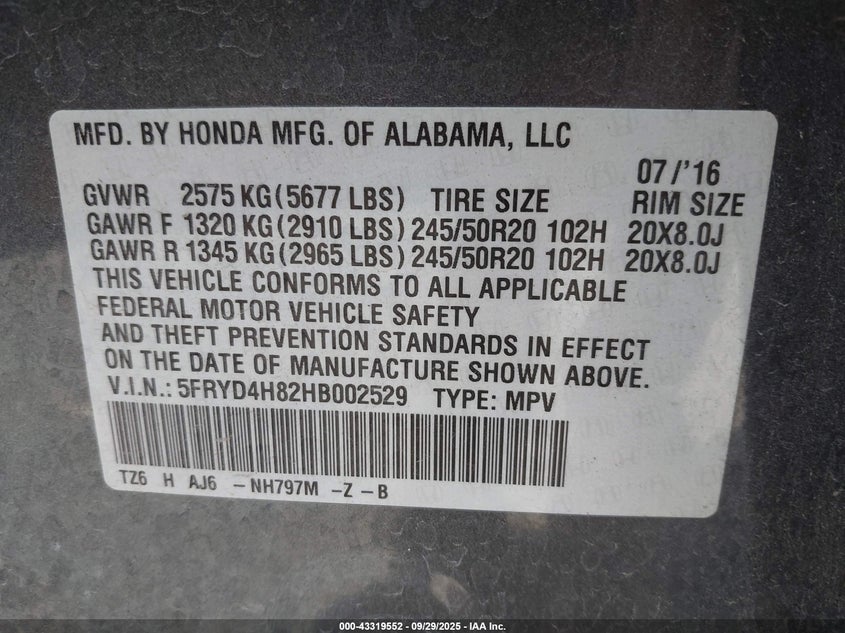 MFD. BY HONDA MFG. OF ALABAMA, LLC
07/'16
GVWR 2575 KG(5677 LBS) TIRE SIZE RIM SIZE
GAWR F 1320 KG(2910 LBS) 245/50R20 102H 20X8.0J
GAWR R 1345 KG(2965 LBS) 245/50R20 102H 20X8.0J
THIS VEHICLE CONFORMS TO ALL APPLICABLE
FEDERAL MOTOR VEHICLE SAFETY
AND THEFT PREVENTION STANDARDS IN EFFECT
ON THE DATE OF MANUFACTURE SHOWN ABOVE.
V.I.N.: 5FRYD4H82HB002529 TYPE: MPV
TZ6 H AJ6 -NH797M -Z -B
000-43319552 - 09/29/2025 - IAA Inc.